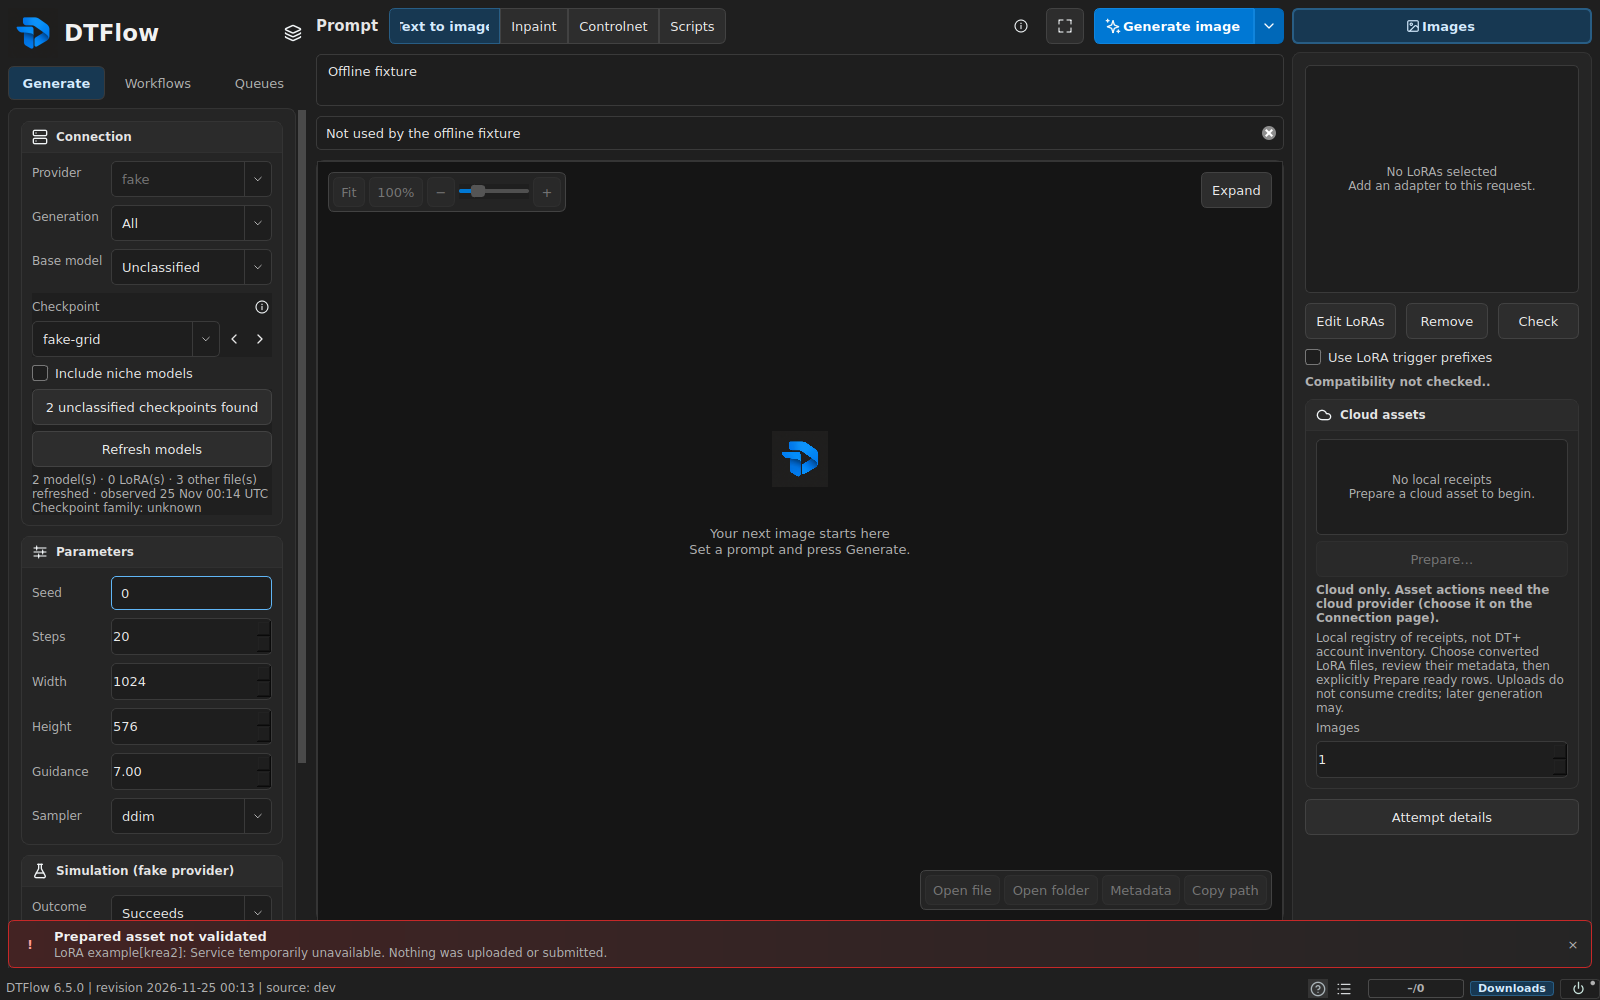 DTFlow
Prompt
Text to image
Inpaint
Controlnet
Scripts
Generate image
Images
Generate
Workflows
Queues
Offline fixture
Not used by the offline fixture
Connection
Provider
fake
Generation
All
Base model
Unclassified
Checkpoint
fake-grid
Include niche models
2 unclassified checkpoints found
Refresh models
2 model(s) · 0 LoRA(s) · 3 other file(s)
refreshed · observed 25 Nov 00:14 UTC
Checkpoint family: unknown
Parameters
Seed
0
Steps
20
Width
1024
Height
576
Guidance
7.00
Sampler
ddim
Simulation (fake provider)
Outcome
Succeeds
Fit
100%
−
+
Expand
Your next image starts here
Set a prompt and press Generate.
Open file
Open folder
Metadata
Copy path
No LoRAs selected
Add an adapter to this request.
Edit LoRAs
Remove
Check
Use LoRA trigger prefixes
Compatibility not checked..
Cloud assets
No local receipts
Prepare a cloud asset to begin.
Prepare...
Cloud only. Asset actions need the
cloud provider (choose it on the
Connection page).
Local registry of receipts, not DT+
account inventory. Choose converted
LoRA files, review their metadata, then
explicitly Prepare ready rows. Uploads do
not consume credits; later generation
may.
Images
1
Attempt details
! Prepared asset not validated
LoRA example[krea2]: Service temporarily unavailable. Nothing was uploaded or submitted.
×
DTFlow 6.5.0 | revision 2026-11-25 00:13 | source: dev
-/0
Downloads